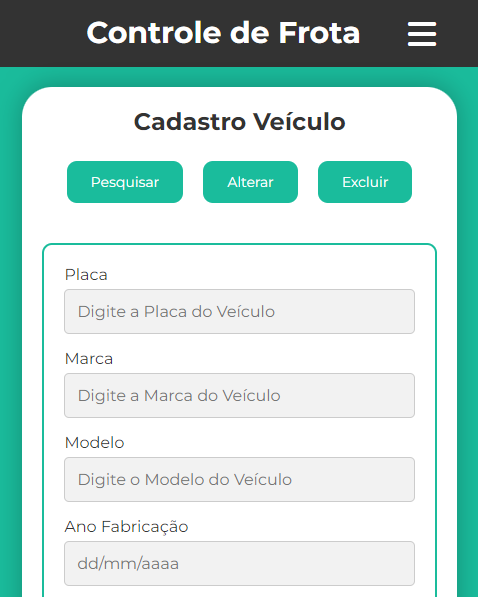 Controle de Frota
Cadastro Veículo
Pesquisar Alterar Excluir
Placa
Digite a Placa do Veículo
Marca
Digite a Marca do Veículo
Modelo
Digite o Modelo do Veículo
Ano Fabricação
dd/mm/aaaa